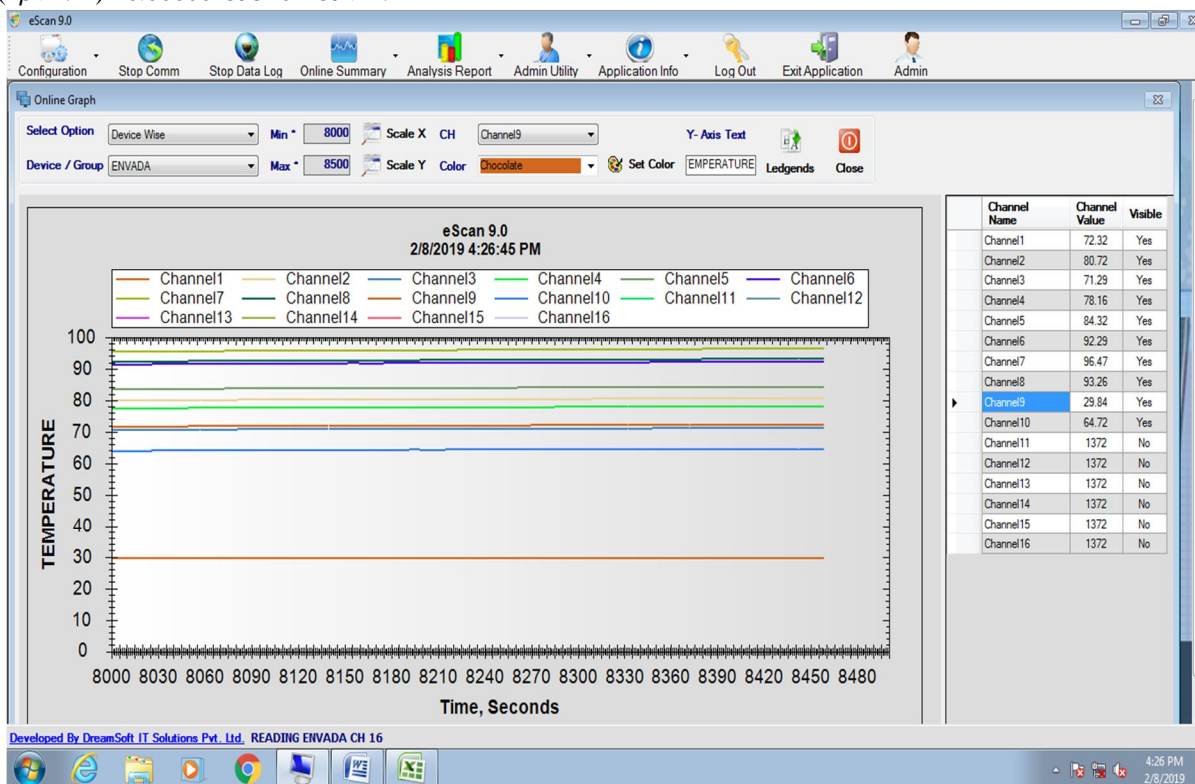 eScan 9.0
Configuration Stop Comm Stop Data Log Online Summary Analysis Report Admin Utility Application Info Log Out Exit Application Admin
Online Graph
Select Option Device Wise Min * 8000 Scale X CH Channel9 Y- Axis Text
Device / Group ENVADA Max * 8500 Scale Y Color Chocolate Set Color EMPERATURE Ledgends Close
eScan 9.0
2/8/2019 4:26:45 PM
Channel1 Channel2 Channel3 Channel4 Channel5 Channel6
Channel7 Channel8 Channel9 Channel10 Channel11 Channel12
Channel13 Channel14 Channel15 Channel16
100
90
80
70
60
50
40
30
20
10
0
TEMPERATURE
8000 8030 8060 8090 8120 8150 8180 8210 8240 8270 8300 8330 8360 8390 8420 8450 8480
Time, Seconds
Channel Name Channel Value Visible
Channel1 72.32 Yes
Channel2 80.72 Yes
Channel3 71.29 Yes
Channel4 78.16 Yes
Channel5 84.32 Yes
Channel6 92.29 Yes
Channel7 96.47 Yes
Channel8 93.26 Yes
Channel9 29.84 Yes
Channel10 64.72 Yes
Channel11 1372 No
Channel12 1372 No
Channel13 1372 No
Channel14 1372 No
Channel15 1372 No
Channel16 1372 No
Developed By DreamSoft IT Solutions Pvt. Ltd. READING ENVADA CH 16
4:26 PM
2/8/2019